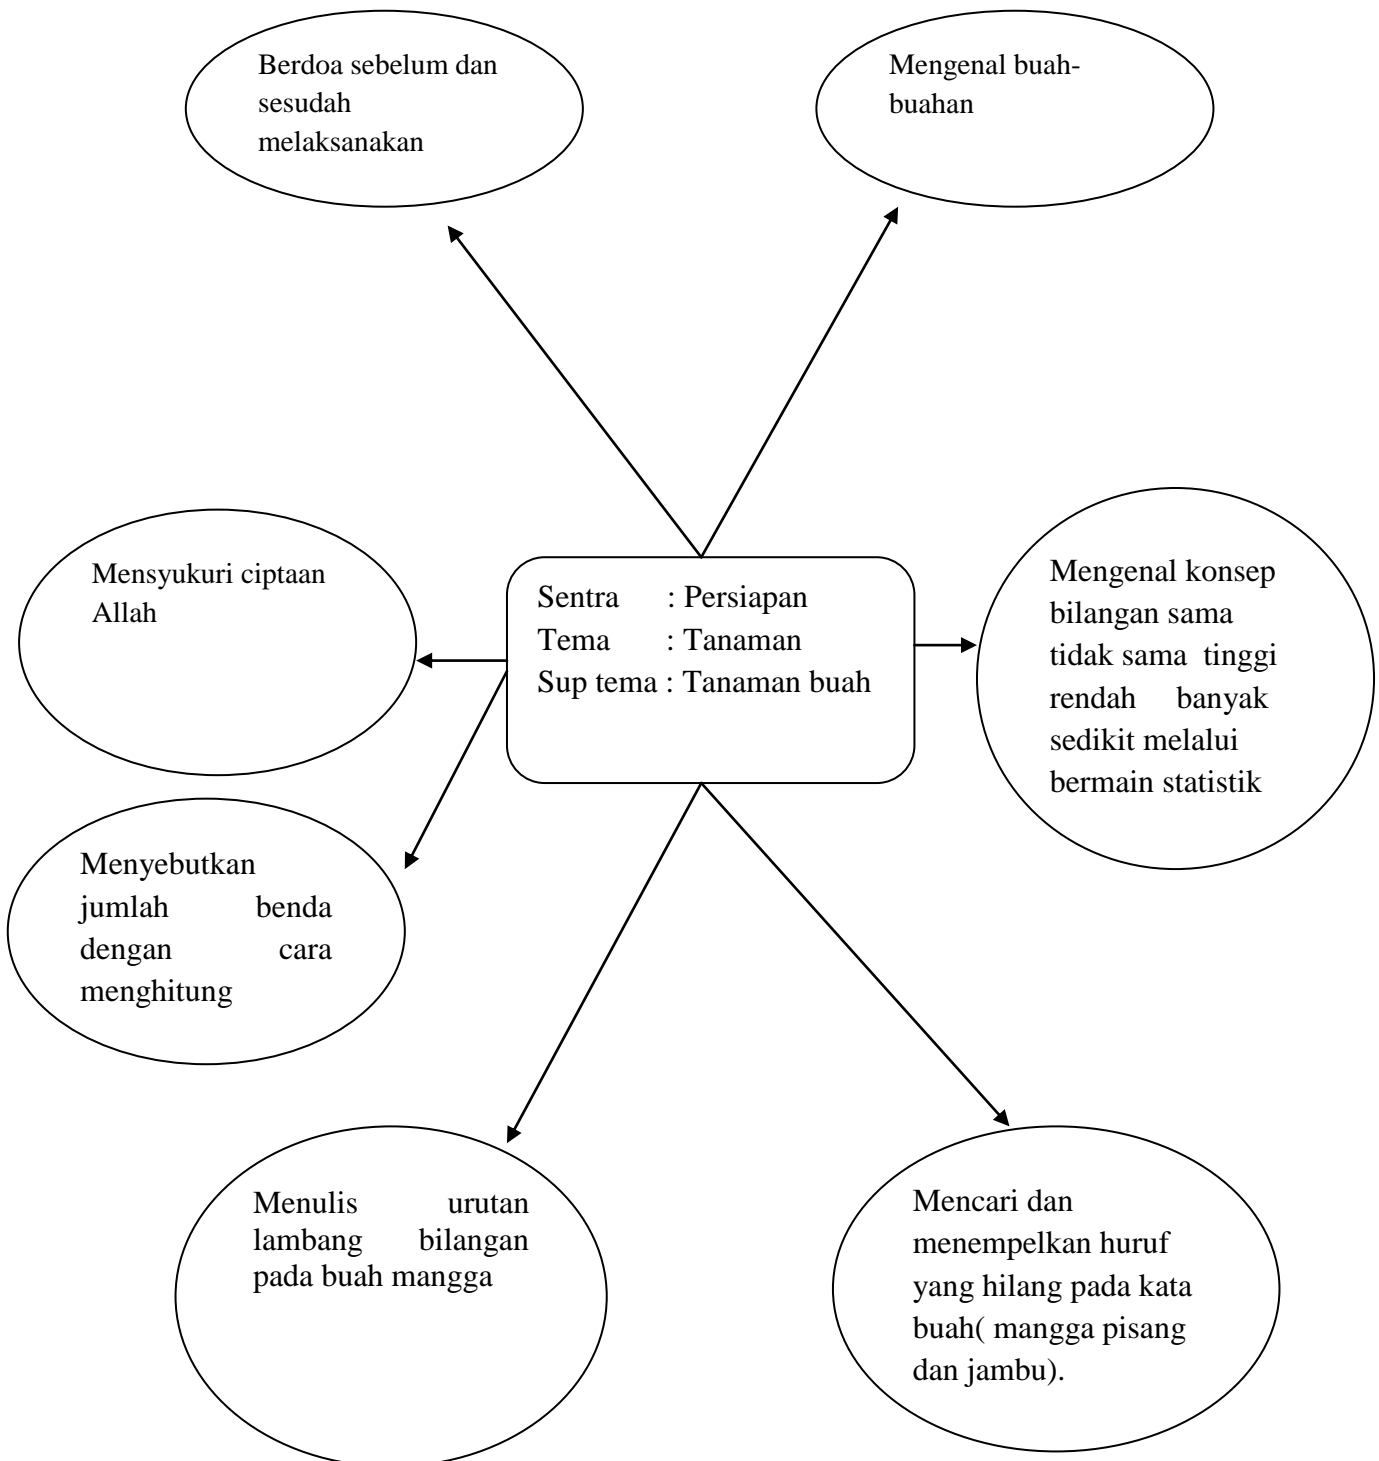 Berdoa sebelum dan
sesudah
melaksanakan
Mengenal buah-
buahan
Mensyukuri ciptaan
Allah
Sentra : Persiapan
Tema : Tanaman
Sup tema : Tanaman buah
Mengenal konsep
bilangan sama
tidak sama tinggi
rendah banyak
sedikit melalui
bermain statistik
Menyebutkan
jumlah benda
dengan cara
menghitung
Menulis urutan
lambang bilangan
pada buah mangga
Mencari dan
menempelkan huruf
yang hilang pada kata
buah( mangga pisang
dan jambu).